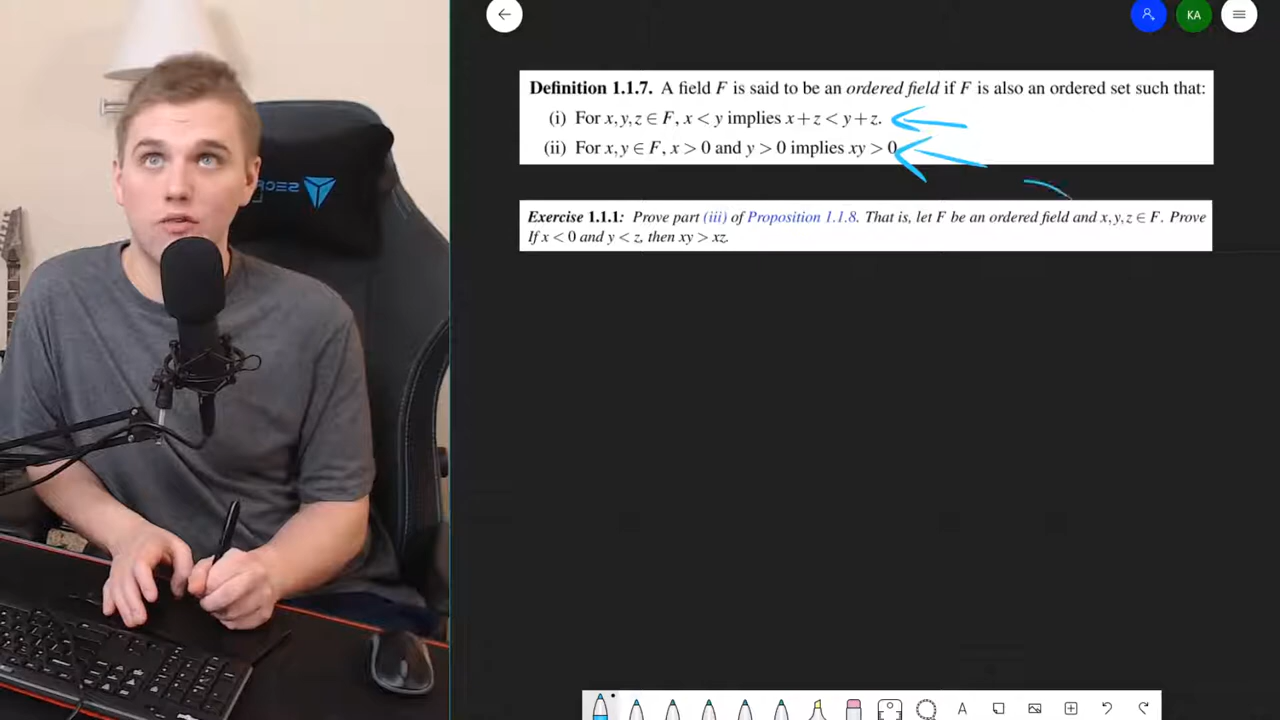 KA
Definition 1.1.7. A field F is said to be an ordered field if F is also an ordered set such that:
(i) For x, y, z ∈ F, x < y implies x + z < y + z.
(ii) For x, y ∈ F, x > 0 and y > 0 implies xy > 0
Exercise 1.1.1: Prove part (iii) of Proposition 1.1.8. That is, let F be an ordered field and x, y, z ∈ F. Prove
If x < 0 and y < z, then xy > xz.
A